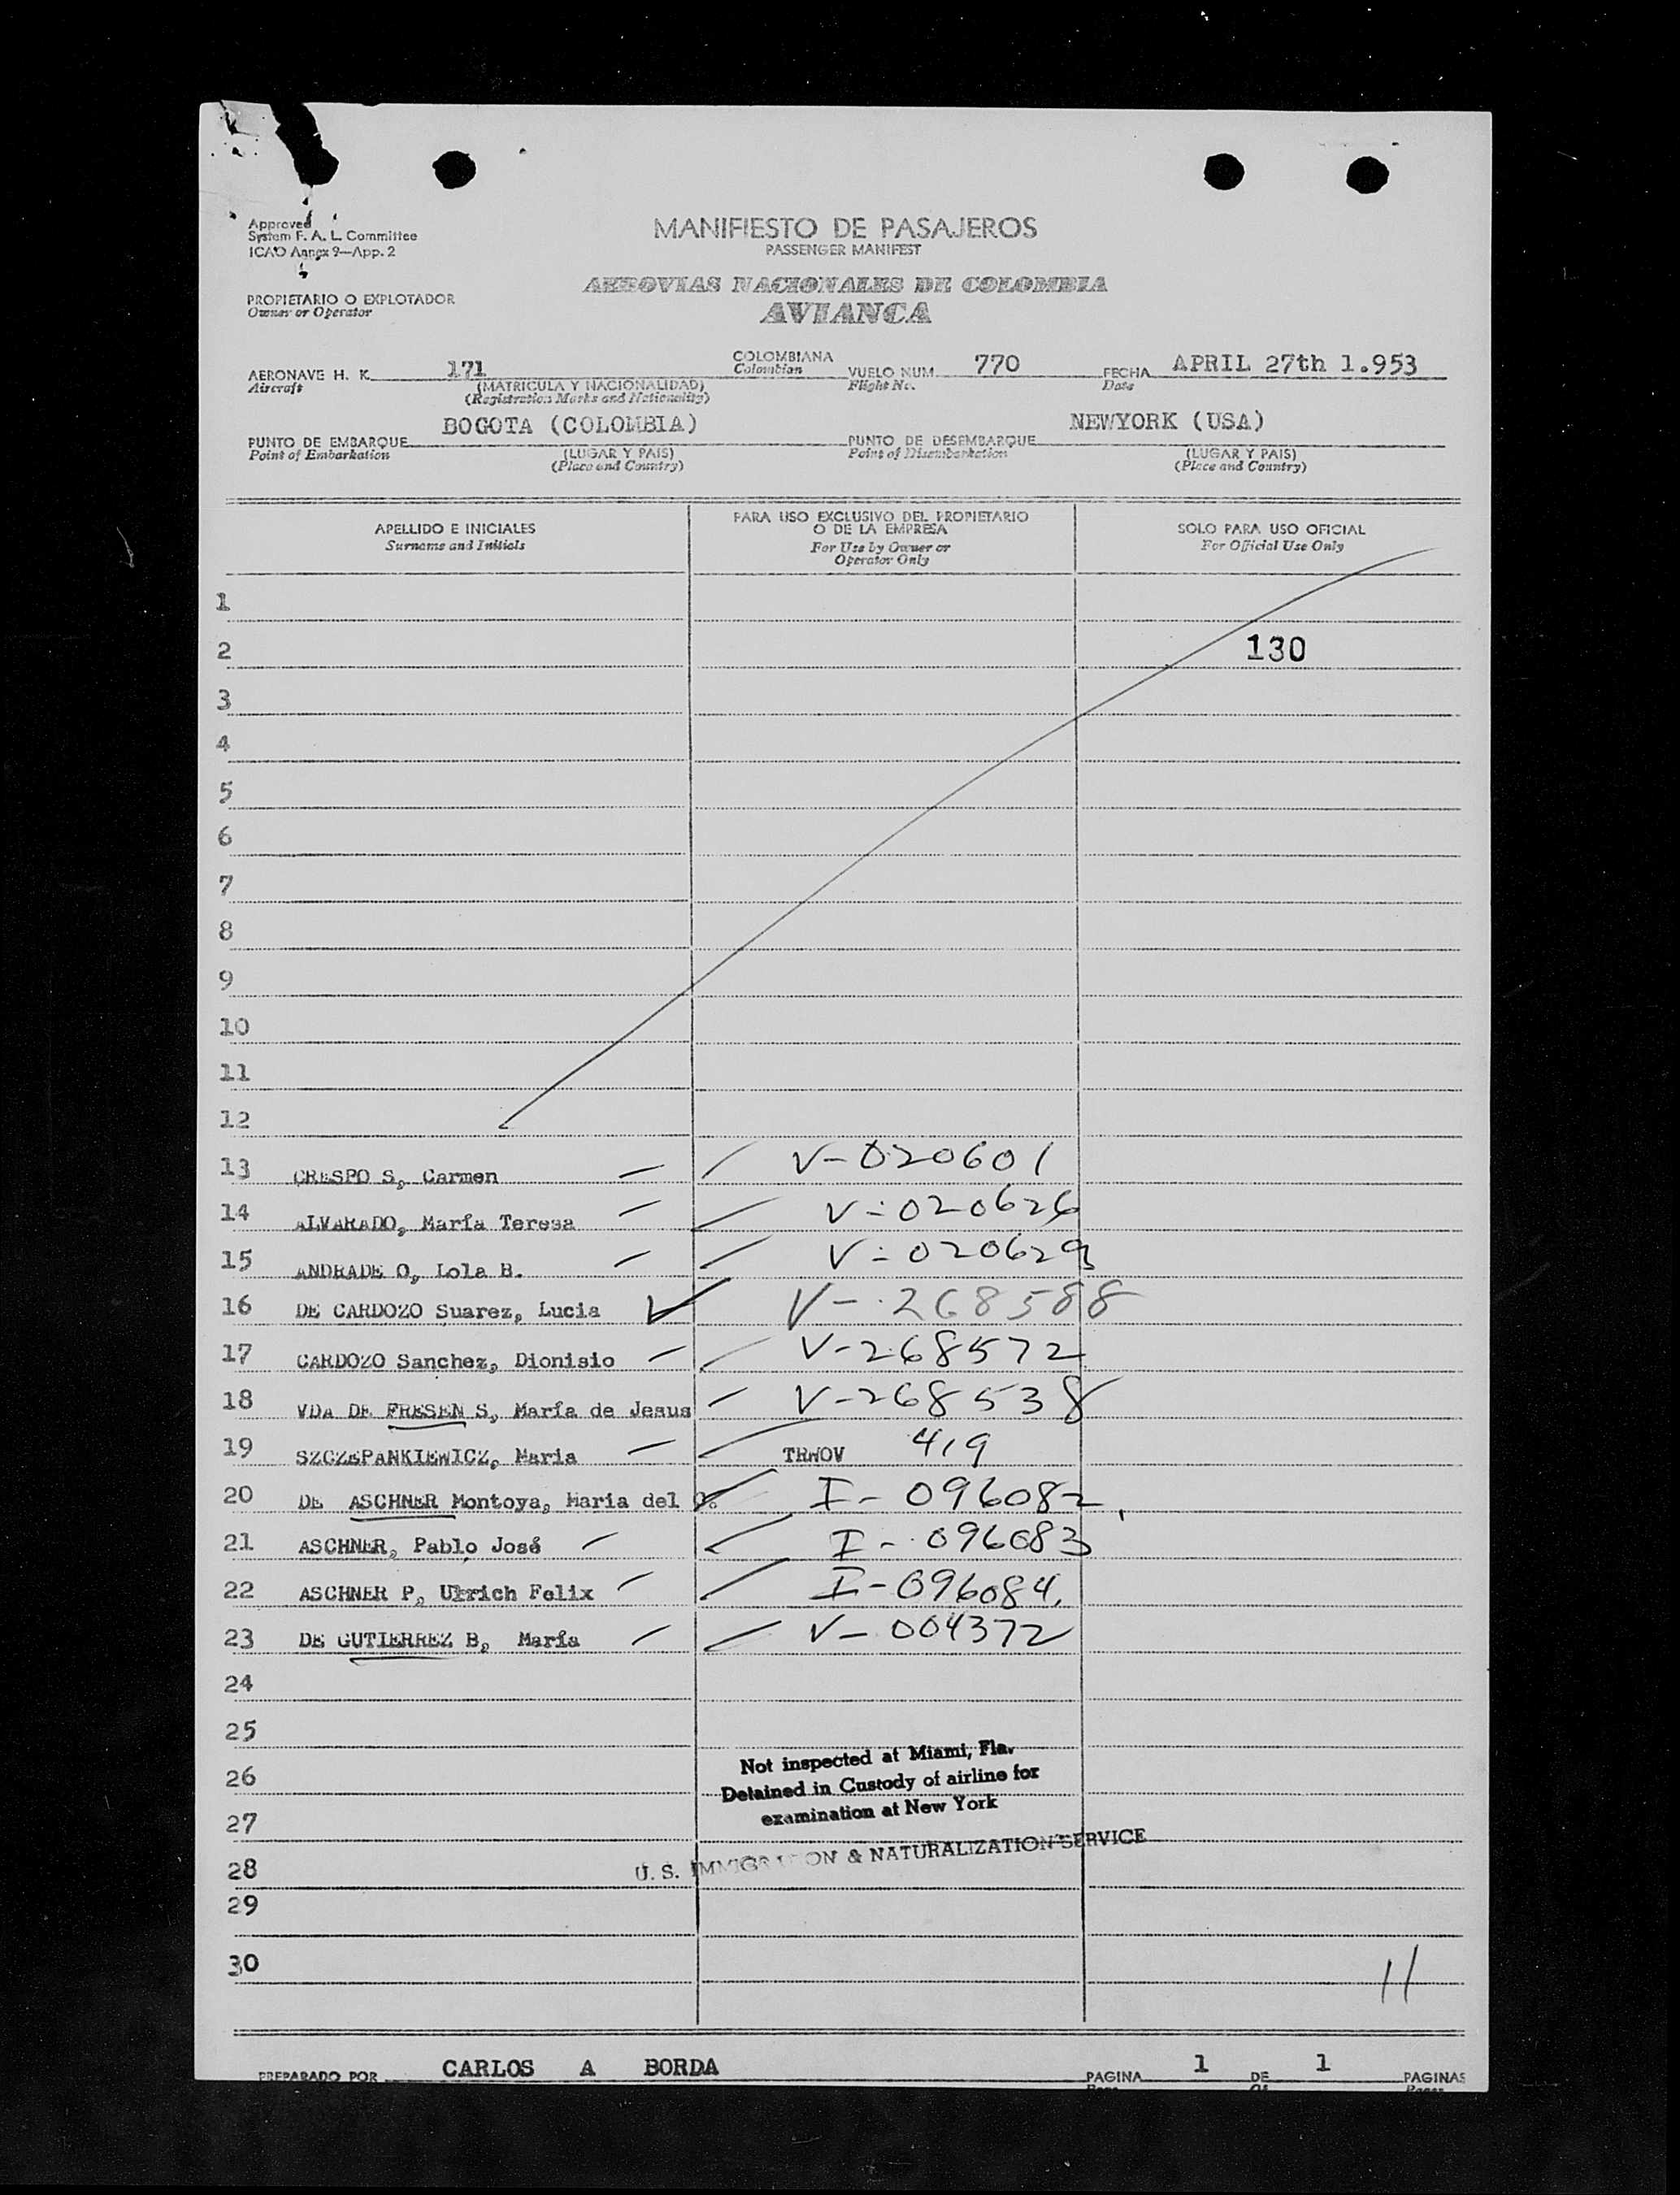 Approved
System F. A. L. Committee
ICAO Annex 9—App. 2
MANIFIESTO DE PASAJEROS
PASSENGER MANIFEST
AEROVIAS NACIONALES DE COLOMBIA
AVIANCA
PROPIETARIO O EXPLOTADOR
Owner or Operator
AERONAVE H. K. 171 COLOMBIANA VUELO NUM. 770 FECHA APRIL 27th 1.953
Aircraft (MATRICULA Y NACIONALIDAD) Colombian Flight No. Date
(Registration Marks and Nationality)
PUNTO DE EMBARQUE BOGOTA (COLOMBIA) PUNTO DE DESEMBARQUE NEWYORK (USA)
Point of Embarkation (LUGAR Y PAIS) Point of Disembarkation (LUGAR Y PAIS)
(Place and Country) (Place and Country)
APELLIDO E INICIALES
Surname and Initials
PARA USO EXCLUSIVO DEL PROPIETARIO
O DE LA EMPRESA
For Use by Owner or
Operator Only
SOLO PARA USO OFICIAL
For Official Use Only
1
2 130
3
4
5
6
7
8
9
10
11
12
13 CRESPO S, Carmen V-020601
14 ALVARADO, María Teresa V-020626
15 ANDRADE O, Lola B. V-020629
16 DE CARDOZO Suarez, Lucia V-268588
17 CARDOZO Sanchez, Dionisio V-268572
18 VDA DE FRESEN S, María de Jesus V-268538
19 SZCZEPANKIEWICZ, Maria TRWOV 419
20 DE ASCHNER Montoya, Maria del I-096082
21 ASCHNER, Pablo José I-096083
22 ASCHNER P, Ulrich Felix I-096084
23 DE GUTIERREZ B, María V-004372
24
25
26
27
28
29
30
Not inspected at Miami, Fla.
Detained in Custody of airline for
examination at New York
U. S. IMMIGRATION & NATURALIZATION SERVICE
11
PREPARADO POR CARLOS A BORDA PAGINA 1 DE 1 PAGINAS